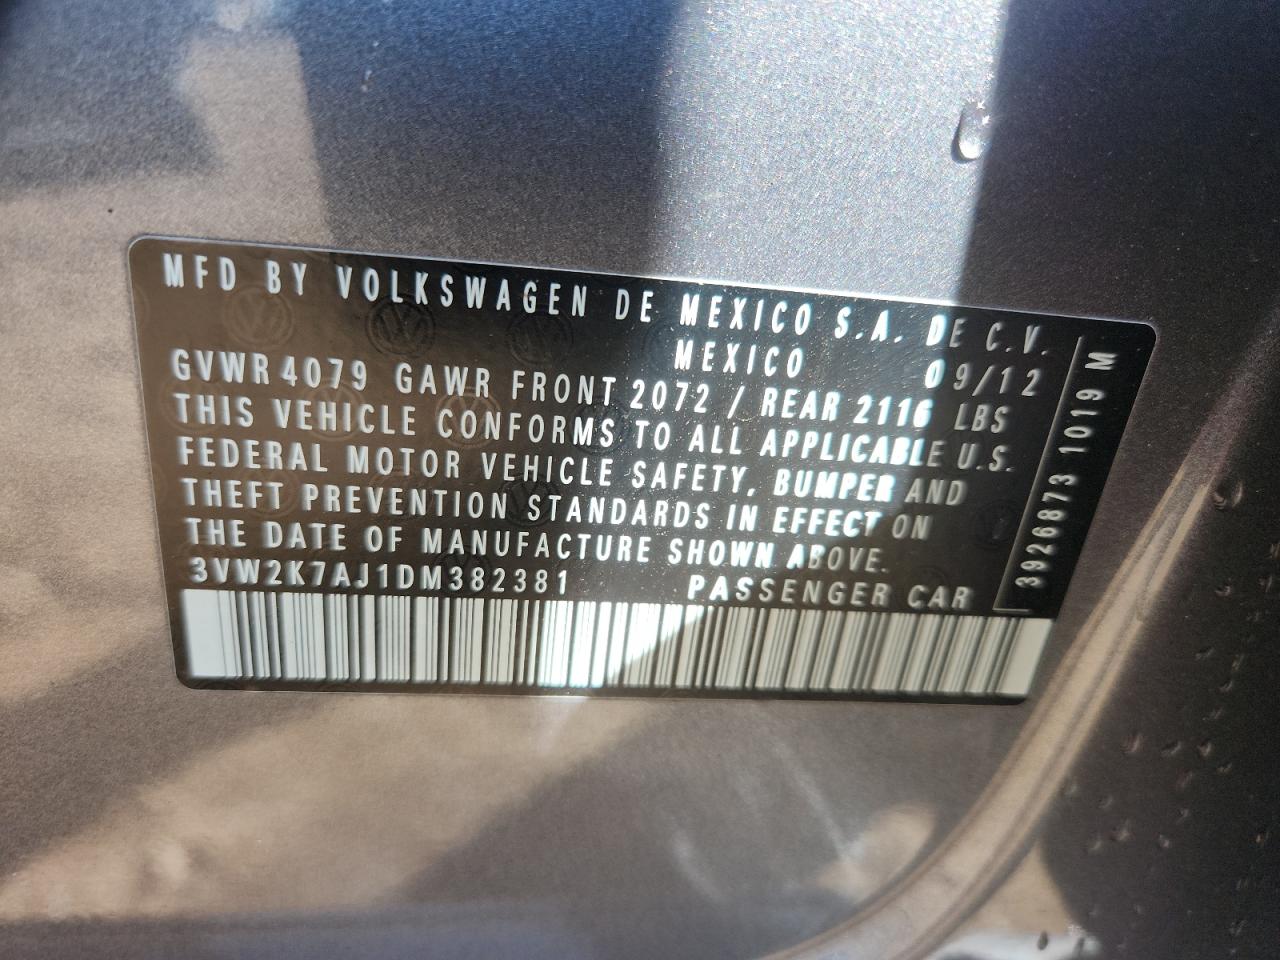 MFD BY VOLKSWAGEN DE MEXICO S.A. DE C.V.
MEXICO 09/12
GVWR 4079 GAWR FRONT 2072 / REAR 2116 LBS
THIS VEHICLE CONFORMS TO ALL APPLICABLE U.S.
FEDERAL MOTOR VEHICLE SAFETY, BUMPER AND
THEFT PREVENTION STANDARDS IN EFFECT ON
THE DATE OF MANUFACTURE SHOWN ABOVE.
3VW2K7AJ1DM382381 PASSENGER CAR
3926873 1019 M